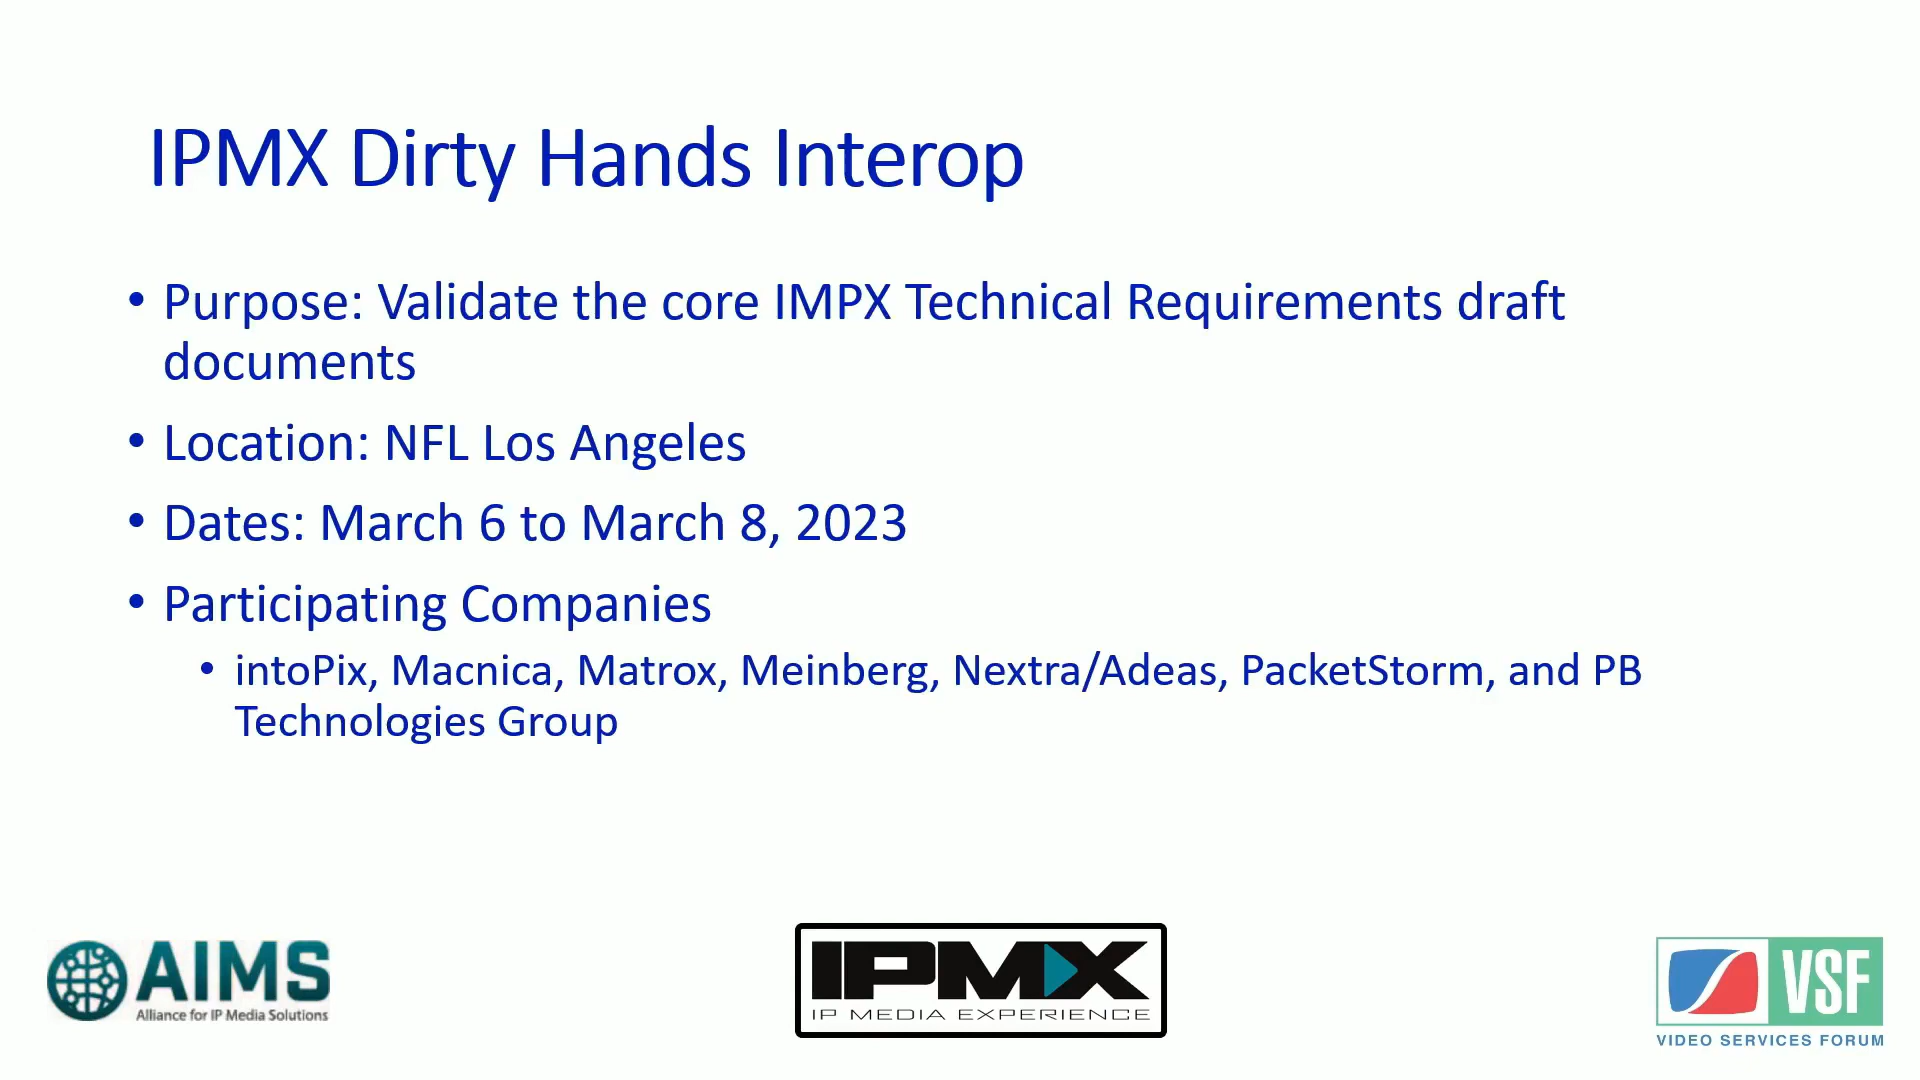 IPMX Dirty Hands Interop
• Purpose: Validate the core IMPX Technical Requirements draft
documents
• Location: NFL Los Angeles
• Dates: March 6 to March 8, 2023
• Participating Companies
• intoPix, Macnica, Matrox, Meinberg, Nextra/Adeas, PacketStorm, and PB
Technologies Group
AIMS
Alliance for IP Media Solutions
IPMX
IP MEDIA EXPERIENCE
VSF
VIDEO SERVICES FORUM